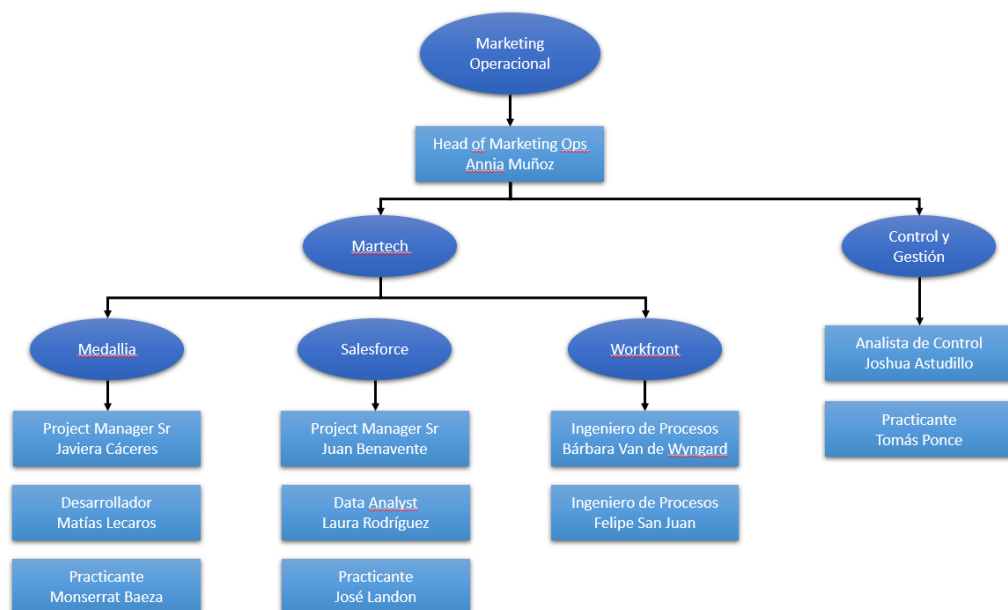 Marketing
Operacional
Head of Marketing Ops
Annia Muñoz
Martech
Control y
Gestión
Medallia
Salesforce
Workfront
Analista de Control
Joshua Astudillo
Project Manager Sr
Javiera Cáceres
Project Manager Sr
Juan Benavente
Ingeniero de Procesos
Bárbara Van de Wyngard
Practicante
Tomás Ponce
Desarrollador
Matías Lecaros
Data Analyst
Laura Rodríguez
Ingeniero de Procesos
Felipe San Juan
Practicante
Monserrat Baeza
Practicante
José Landon